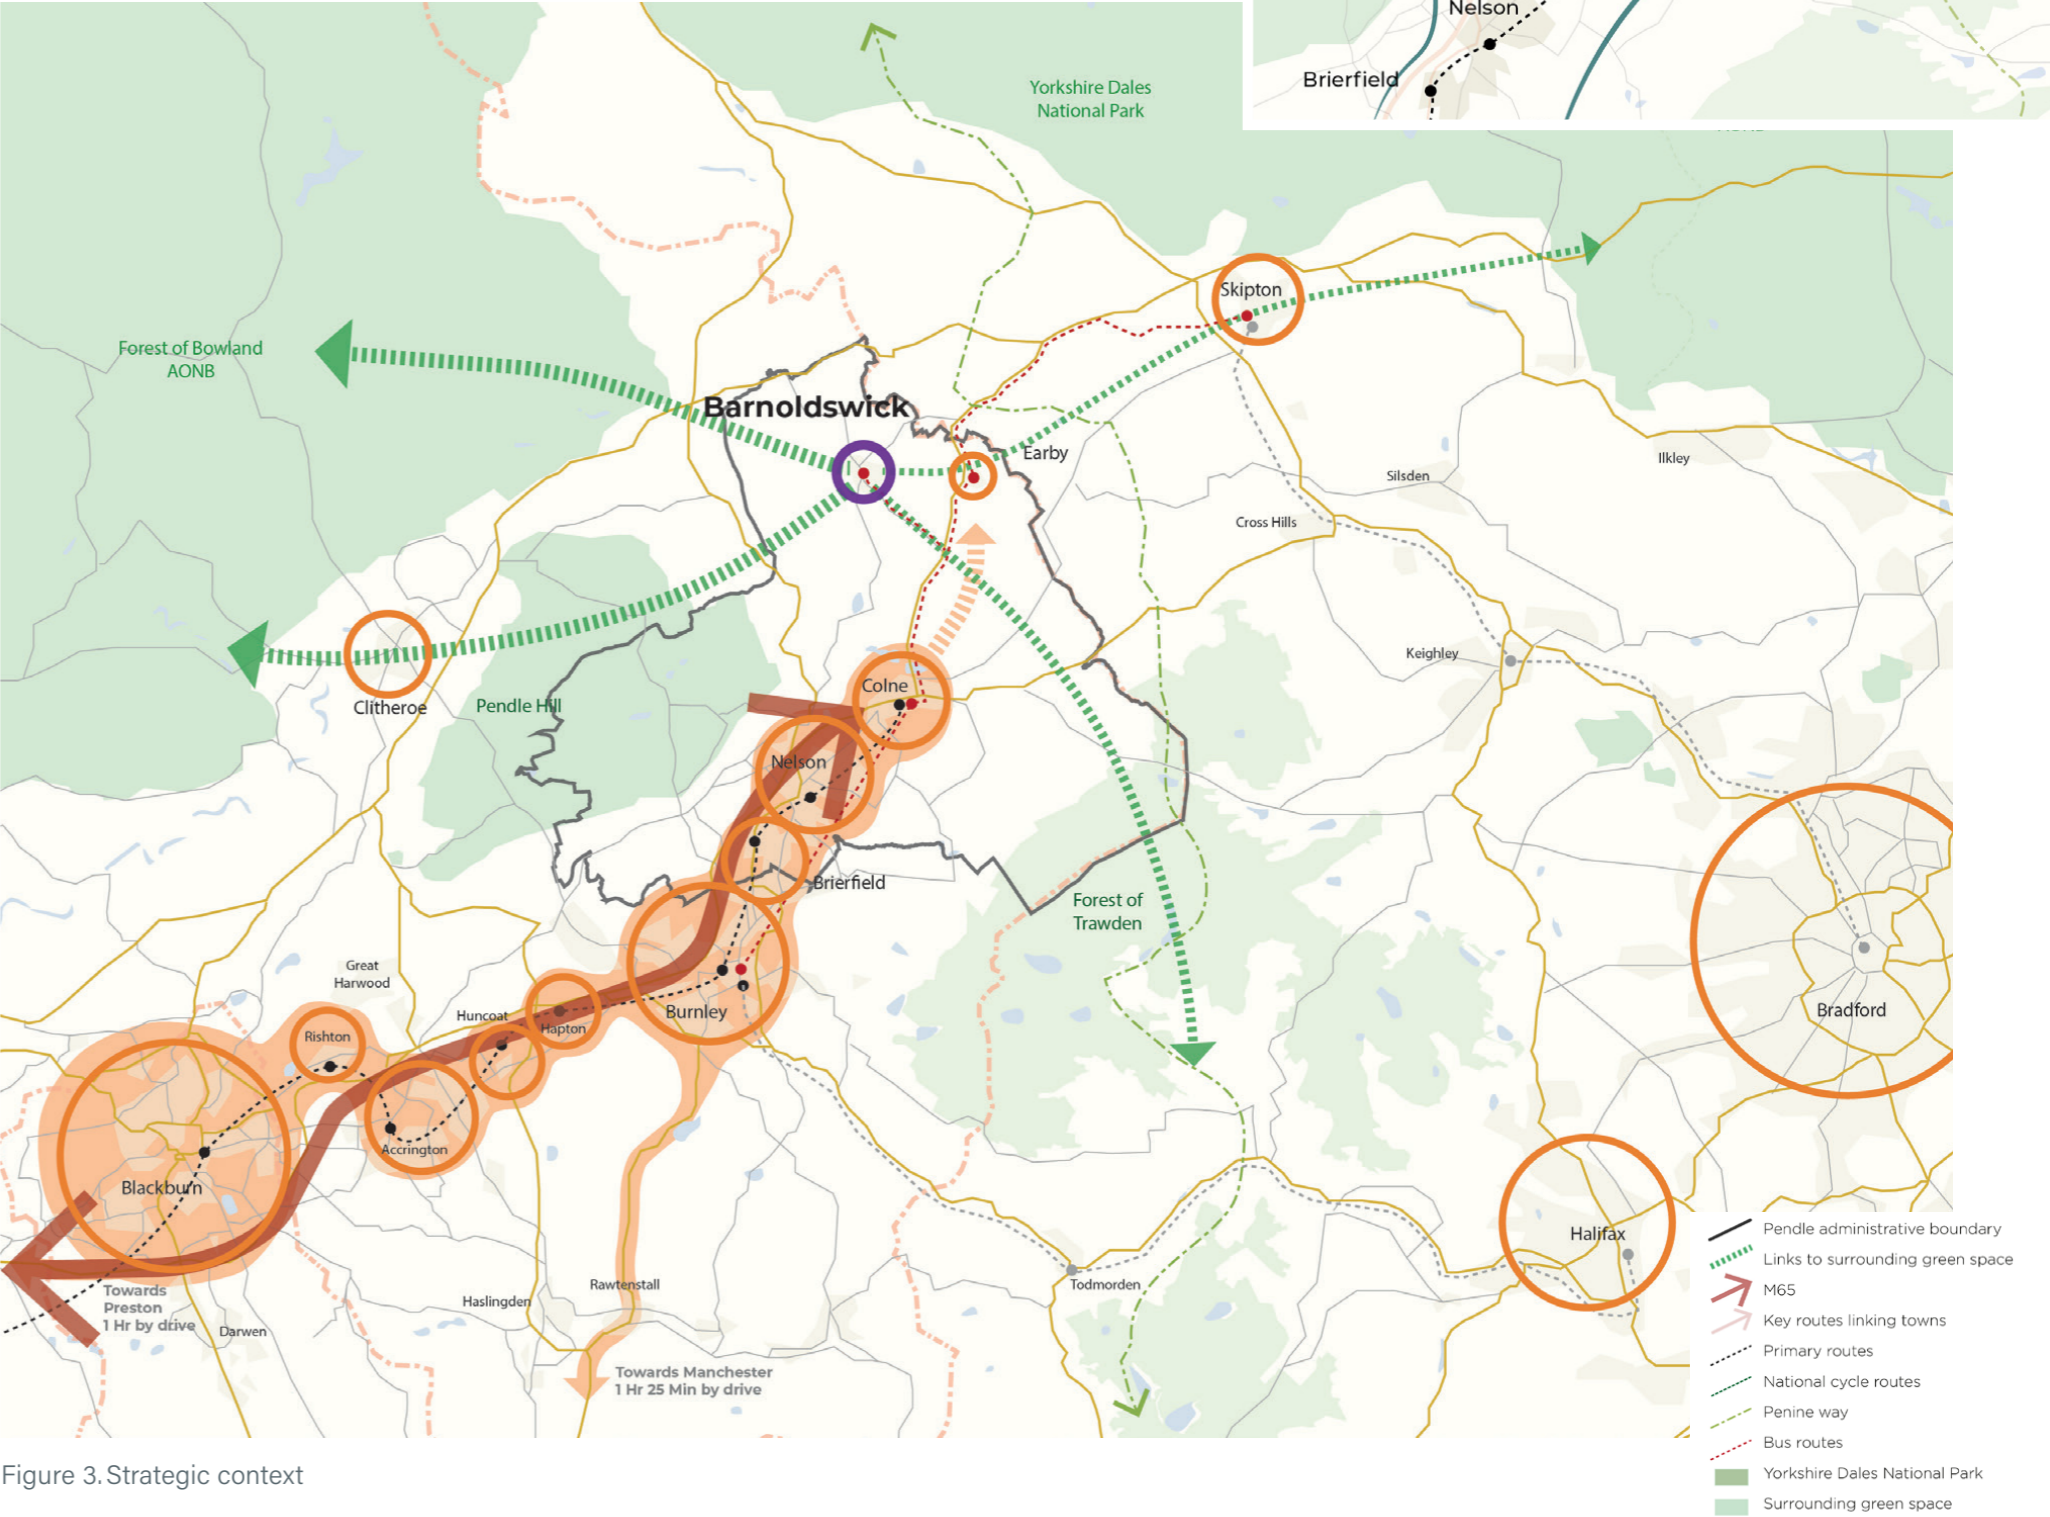 Nelson
Brierfield
Yorkshire Dales
National Park
Skipton
Forest of Bowland
AONB
Barnoldswick
Earby
Ilkley
Silsden
Cross Hills
Keighley
Clitheroe
Pendle Hill
Colne
Nelson
Brierfield
Forest of
Trawden
Great
Harwood
Huncoat
Hapton
Burnley
Rishton
Bradford
Accrington
Blackburn
Halifax
Towards
Preston
1 Hr by drive
Darwen
Haslingden
Rawtenstall
Todmorden
Towards Manchester
1 Hr 25 Min by drive
Pendle administrative boundary
Links to surrounding green space
M65
Key routes linking towns
Primary routes
National cycle routes
Penine way
Bus routes
Yorkshire Dales National Park
Surrounding green space
Figure 3. Strategic context